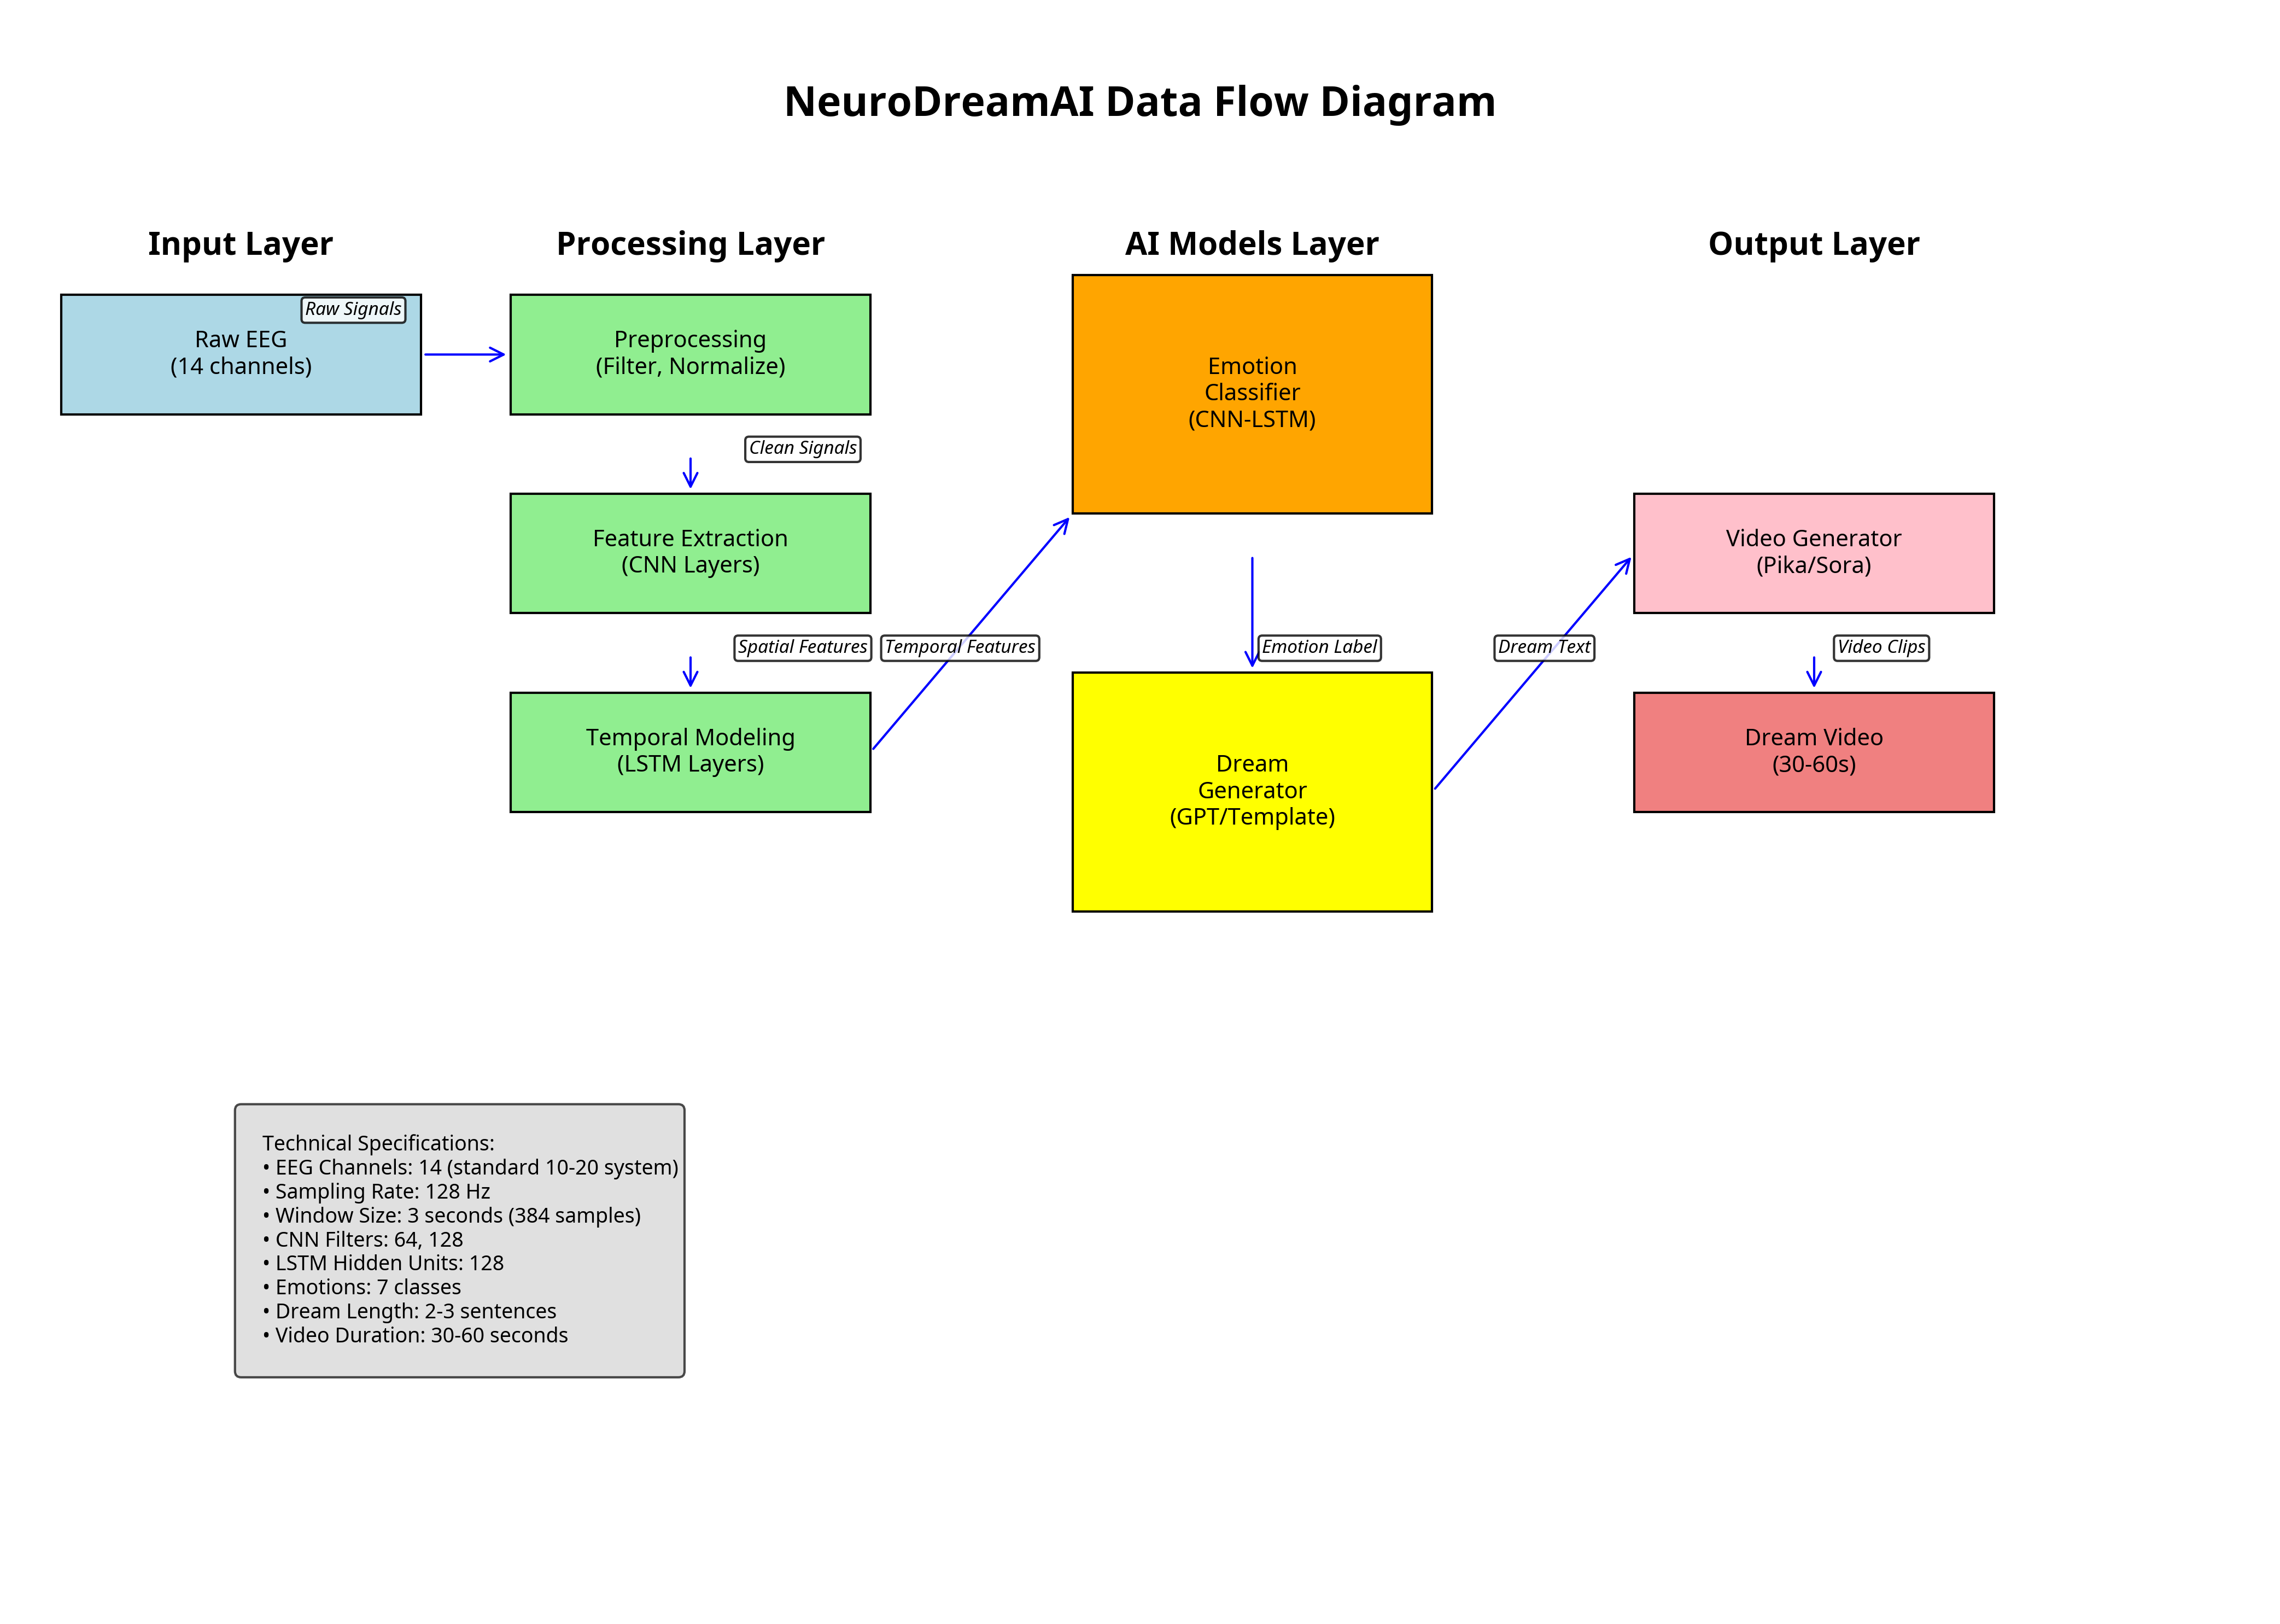 NeuroDreamAI Data Flow Diagram
Input Layer
Processing Layer
AI Models Layer
Output Layer
Raw Signals
Raw EEG
(14 channels)
Preprocessing
(Filter, Normalize)
Clean Signals
Feature Extraction
(CNN Layers)
Spatial Features
Temporal Modeling
(LSTM Layers)
Temporal Features
Emotion
Classifier
(CNN-LSTM)
Emotion Label
Dream
Generator
(GPT/Template)
Dream Text
Video Generator
(Pika/Sora)
Video Clips
Dream Video
(30-60s)
Technical Specifications:
• EEG Channels: 14 (standard 10-20 system)
• Sampling Rate: 128 Hz
• Window Size: 3 seconds (384 samples)
• CNN Filters: 64, 128
• LSTM Hidden Units: 128
• Emotions: 7 classes
• Dream Length: 2-3 sentences
• Video Duration: 30-60 seconds